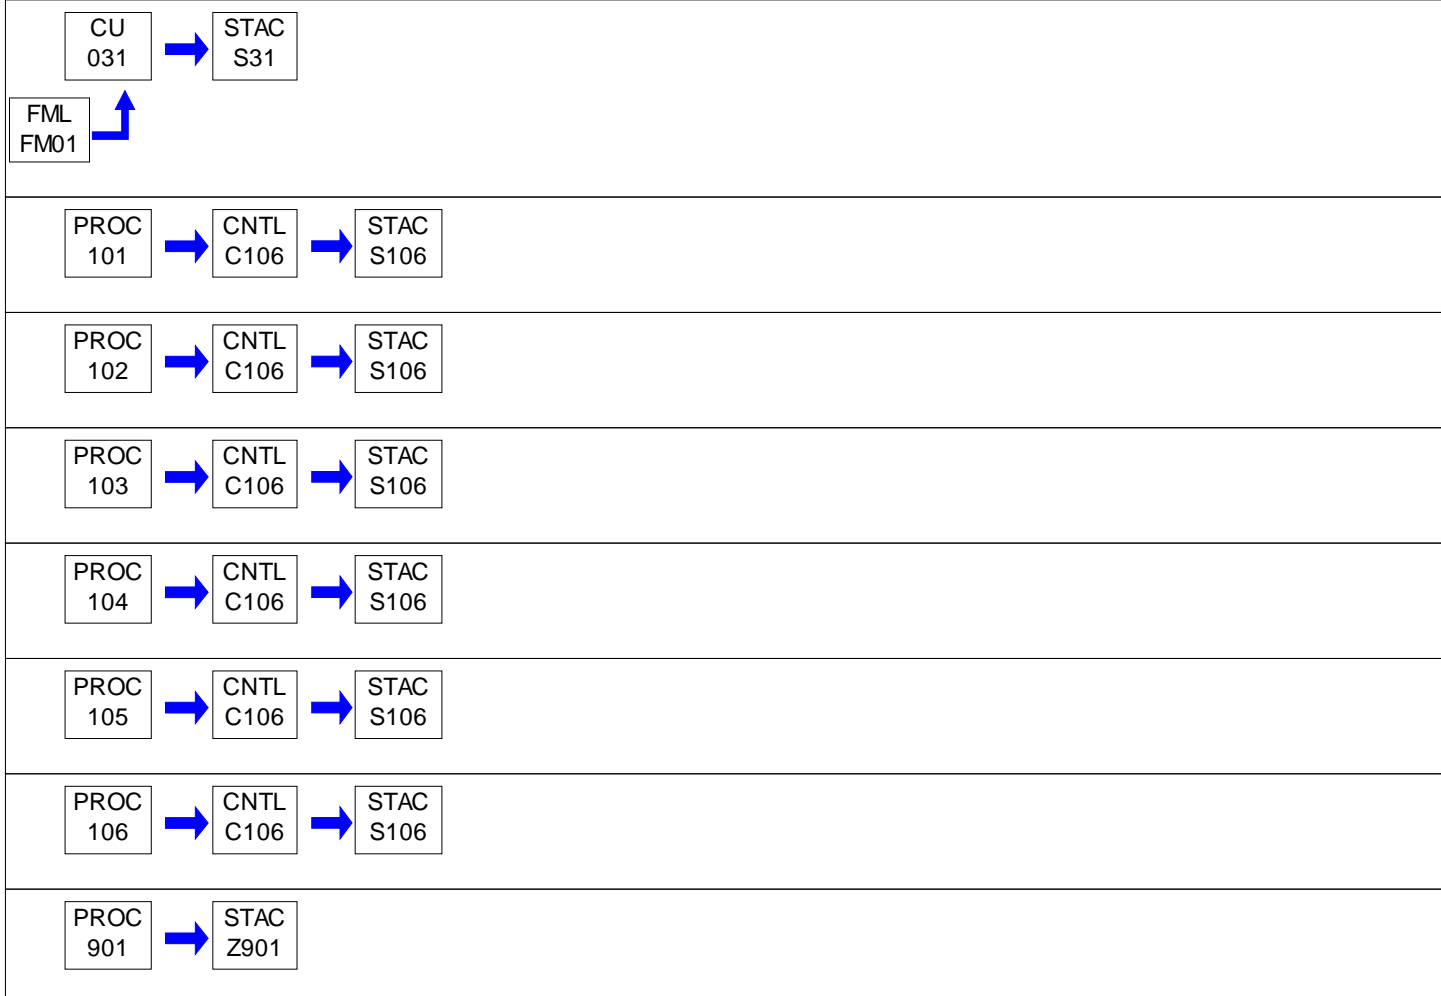 CU
031
STAC
S31
FML
FM01
PROC
101
CNTL
C106
STAC
S106
PROC
102
CNTL
C106
STAC
S106
PROC
103
CNTL
C106
STAC
S106
PROC
104
CNTL
C106
STAC
S106
PROC
105
CNTL
C106
STAC
S106
PROC
106
CNTL
C106
STAC
S106
PROC
901
STAC
Z901